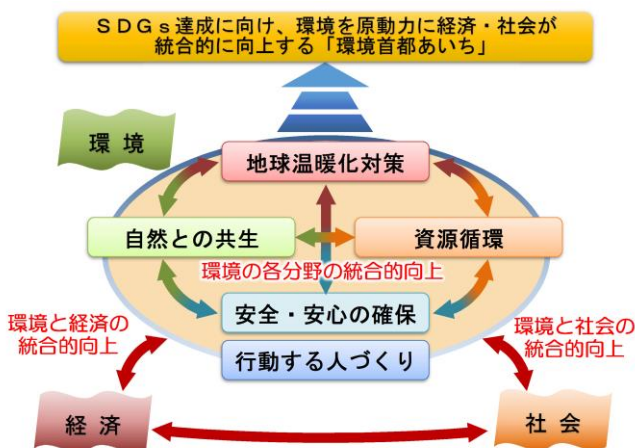 ＳＤＧｓ達成に向け、環境を原動力に経済・社会が
統合的に向上する「環境首都あいち」
環 境
地球温暖化対策
自然との共生
資源循環
環境の各分野の統合的向上
安全・安心の確保
行動する人づくり
環境と経済の
統合的向上
環境と社会の
統合的向上
経 済
社 会